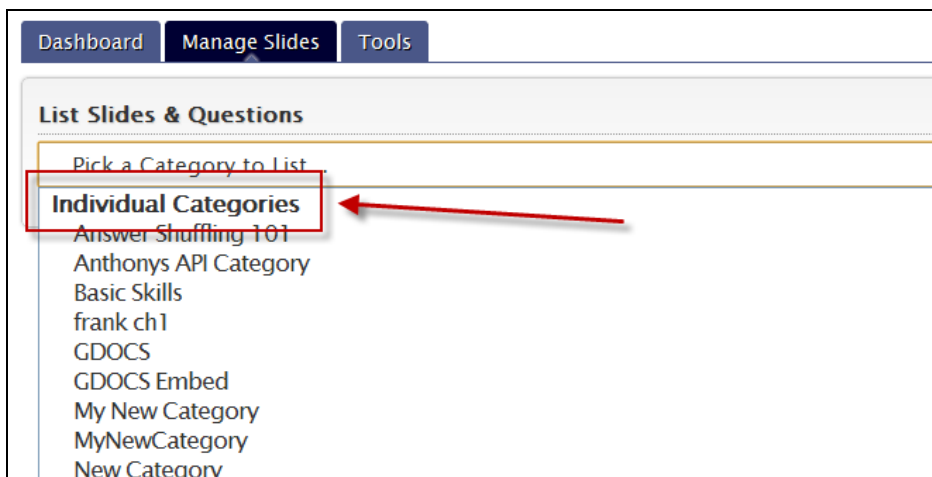 Dashboard Manage Slides Tools
List Slides & Questions
Pick a Category to List...
Individual Categories
Answer Shuffling 101
Anthonys API Category
Basic Skills
frank ch1
GDOCS
GDOCS Embed
My New Category
MyNewCategory
New Category